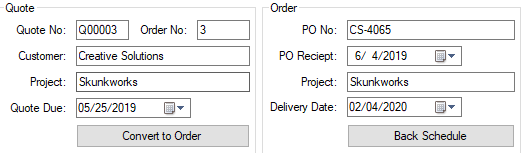 Quote
Quote No: Q00003 Order No: 3
Customer: Creative Solutions
Project: Skunkworks
Quote Due: 05/25/2019
Convert to Order
Order
PO No: CS-4065
PO Reciept: 6/ 4/2019
Project: Skunkworks
Delivery Date: 02/04/2020
Back Schedule